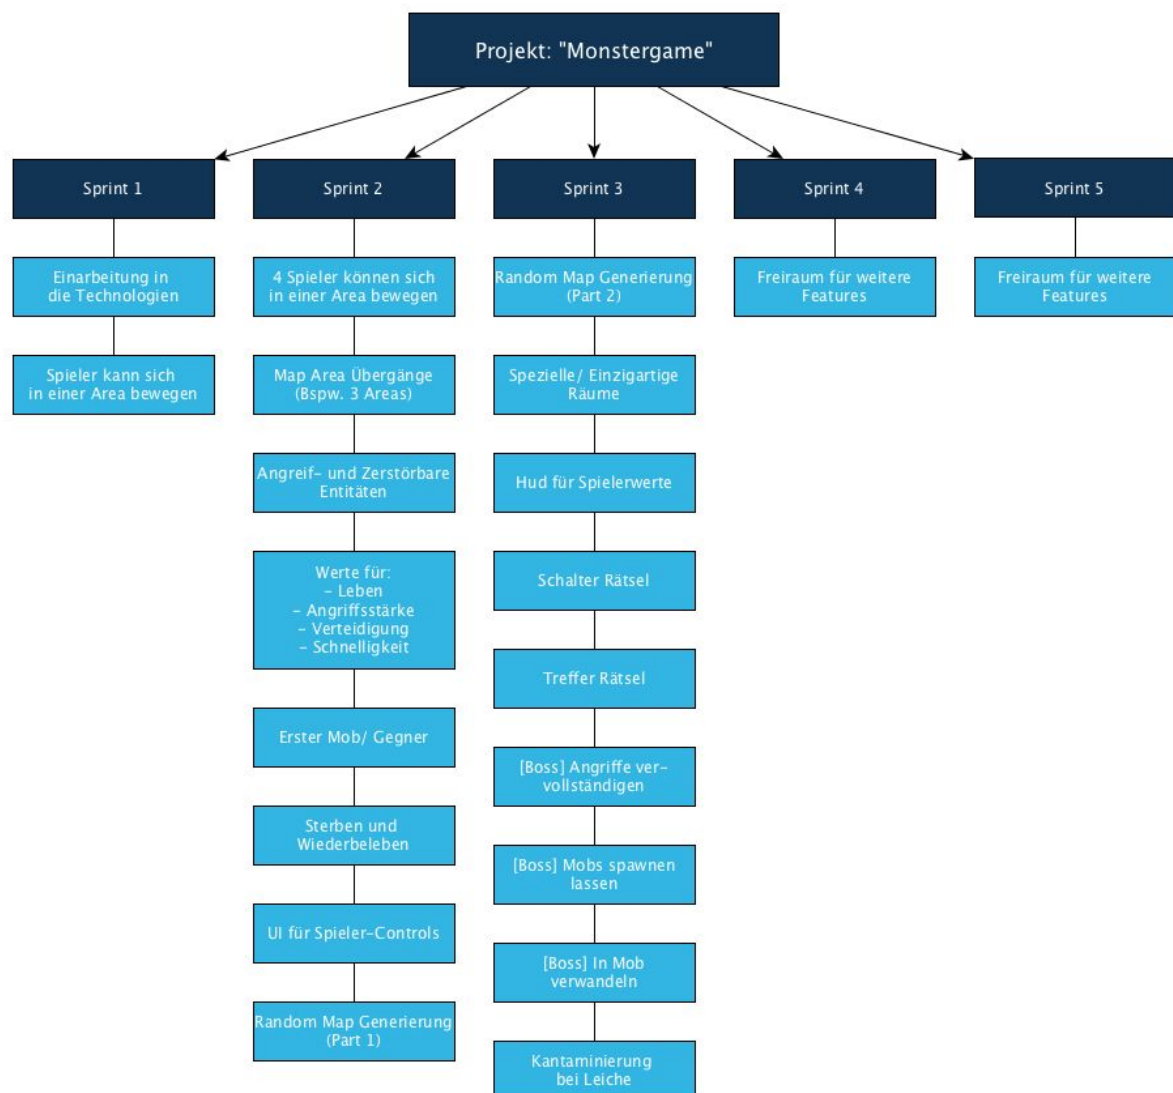 Projekt: "Monstergame"
Sprint 1
Einarbeitung in
die Technologien
Spieler kann sich
in einer Area bewegen
Sprint 2
4 Spieler können sich
in einer Area bewegen
Map Area Übergänge
(Bspw. 3 Areas)
Angreif- und Zerstörbare
Entitäten
Werte für:
- Leben
- Angriffsstärke
- Verteidigung
- Schnelligkeit
Erster Mob/ Gegner
Sterben und
Wiederbeleben
UI für Spieler-Controls
Random Map Generierung
(Part 1)
Sprint 3
Random Map Generierung
(Part 2)
Spezielle/ Einzigartige
Räume
Hud für Spielerwerte
Schalter Rätsel
Treffer Rätsel
[Boss] Angriffe ver-
vollständigen
[Boss] Mobs spawnen
lassen
[Boss] In Mob
verwandeln
Kantaminierung
bei Leiche
Sprint 4
Freiraum für weitere
Features
Sprint 5
Freiraum für weitere
Features